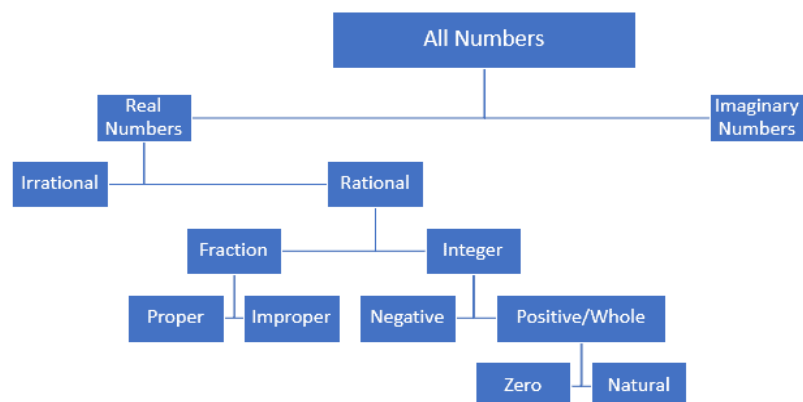 All Numbers
Real
Numbers
Imaginary
Numbers
Irrational
Rational
Fraction
Integer
Proper
Improper
Negative
Positive/Whole
Zero
Natural